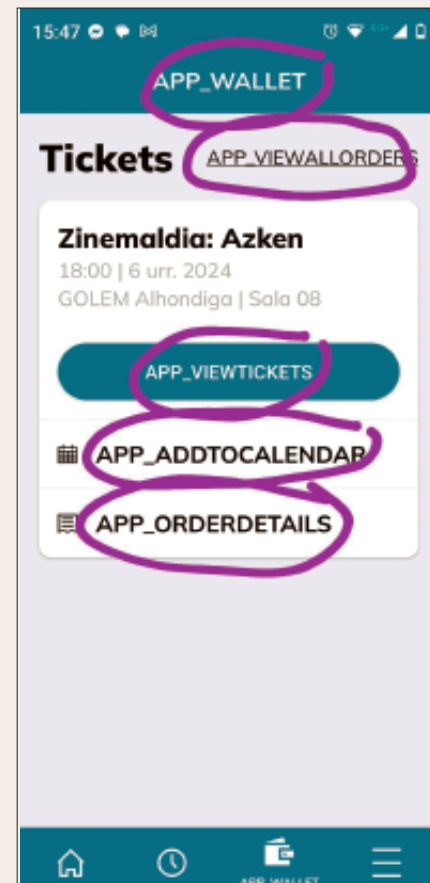 15:47
APP_WALLET
Tickets APP_VIEWALLORDERS
Zinemaldia: Azken
18:00 | 6 urr. 2024
GOLEM Alhondiga | Sala 08
APP_VIEWTICKETS
APP_ADDTOCALENDAR
APP_ORDERDETAILS
APP_WALLET